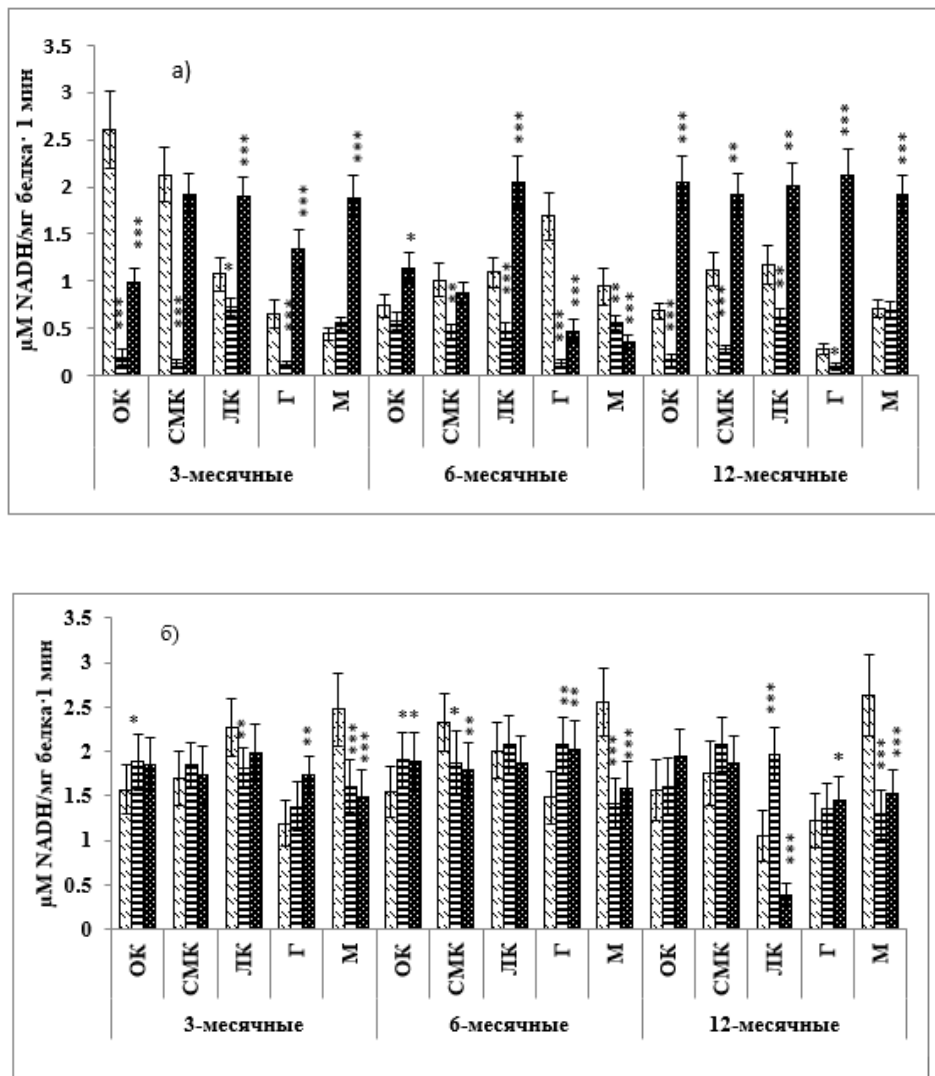 а)
μM NADH/мг белка· 1 мин
3.5
3
2.5
2
1.5
1
0.5
0
*** *** *** * *** *** *** *** * ** *** *** *** *** ** *** *** *** *** ** ** ** * *** ***
ОК СМК ЛК Г М ОК СМК ЛК Г М ОК СМК ЛК Г М
3-месячные 6-месячные 12-месячные
б)
μM NADH/мг белка·1 мин
3.5
3
2.5
2
1.5
1
0.5
0
* ** ** *** *** * * * ** ** ** *** *** *** *** * *** ***
ОК СМК ЛК Г М ОК СМК ЛК Г М ОК СМК ЛК Г М
3-месячные 6-месячные 12-месячные